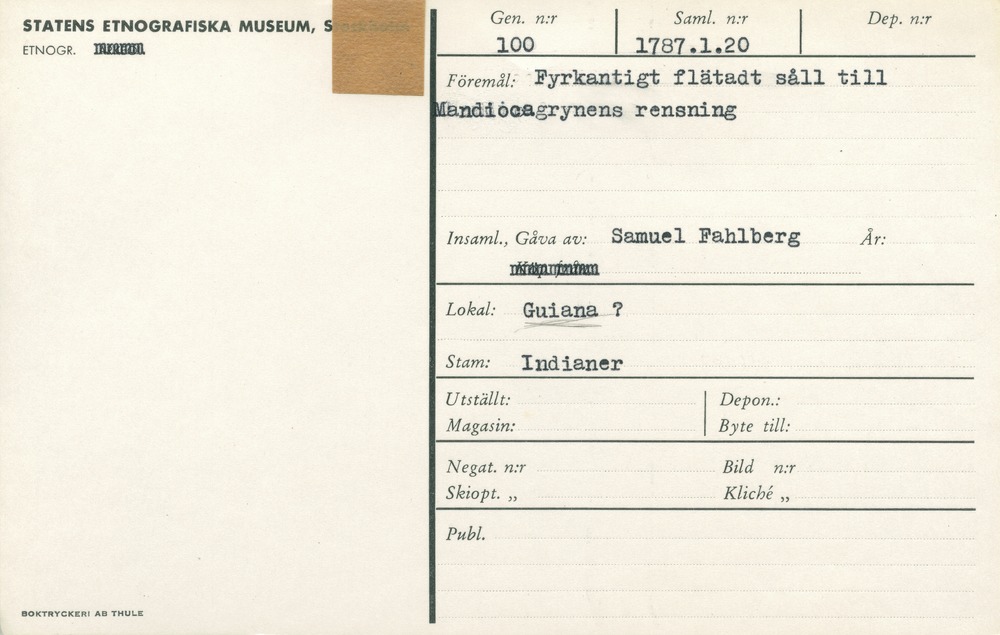 STATENS ETNOGRAFISKA MUSEUM,
ETNOGR.
Gen. n:r Saml. n:r Dep. n:r
100 1787.1.20
Föremål: Fyrkantigt flätadt såll till
Mandiocagrynens rensning
Insaml., Gåva av: Samuel Fahlberg År:
Lokal: Guiana ?
Stam: Indianer
Utställt: Depon.:
Magasin: Byte till:
Negat. n:r Bild n:r
Skiopt. „ Kliché „
Publ.
BOKTRYCKERI AB THULE